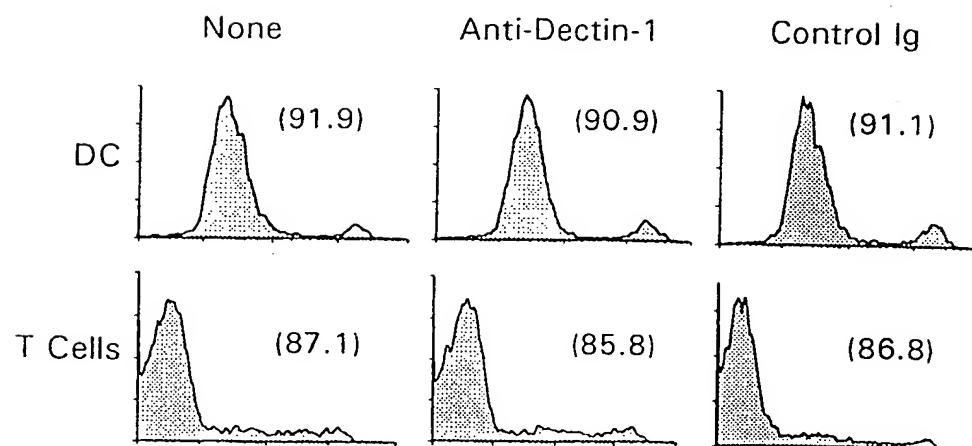 None Anti-Dectin-1 Control Ig
DC (91.9) (90.9) (91.1)
T Cells (87.1) (85.8) (86.8)